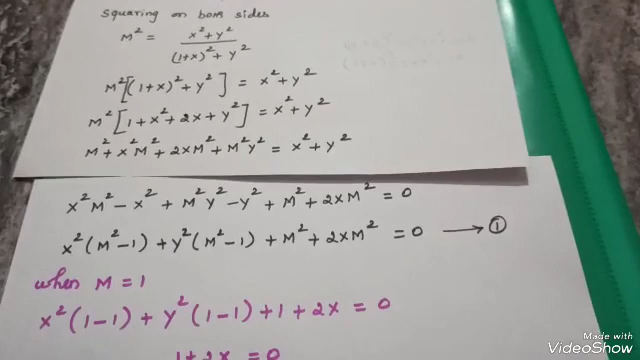 Squaring on both sides
M² = x²+y² / (1+x)²+y²
M²[(1+x)²+y²] = x²+y²
M²[1+x²+2x+y²] = x²+y²
M²+x²M²+2xM²+M²y² = x²+y²
x²M²-x²+M²y²-y²+M²+2xM² = 0
x²(M²-1)+y²(M²-1)+M²+2xM² = 0 → ①
when M = 1
x²(1-1)+y²(1-1)+1+2x = 0
1+2x = 0
Made with
VideoShow